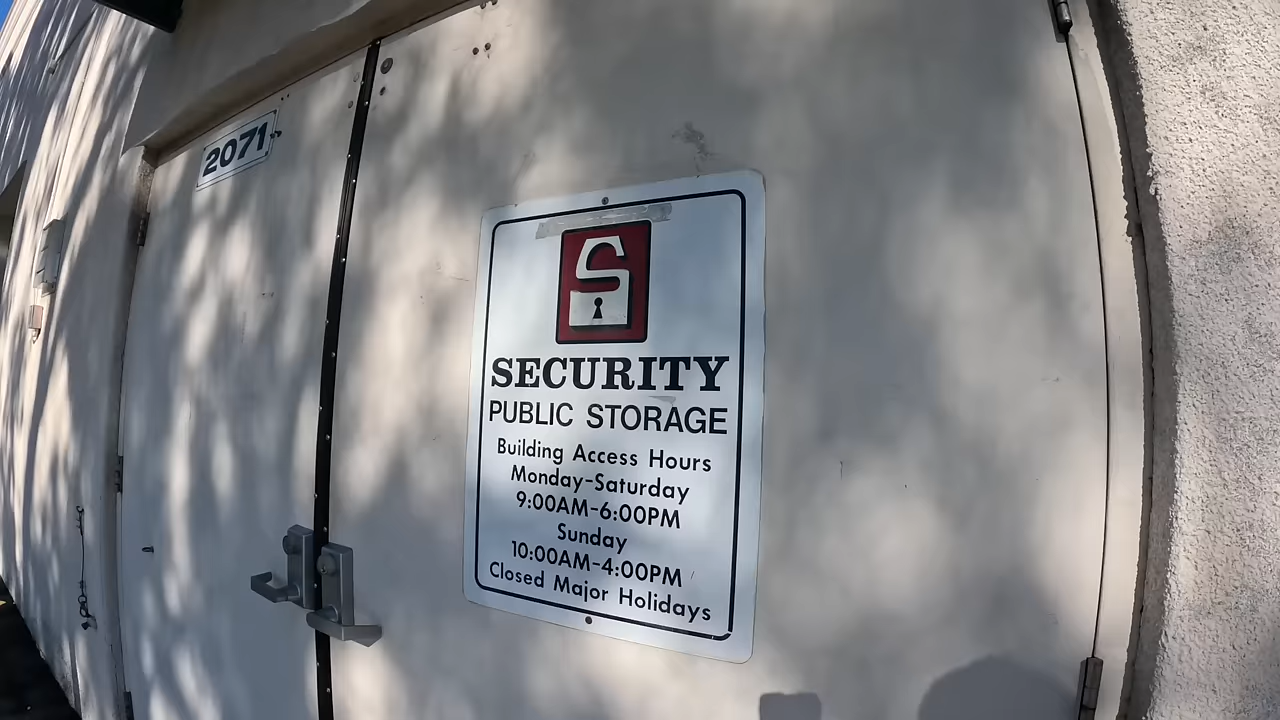 2071
S
SECURITY
PUBLIC STORAGE
Building Access Hours
Monday-Saturday
9:00AM-6:00PM
Sunday
10:00AM-4:00PM
Closed Major Holidays